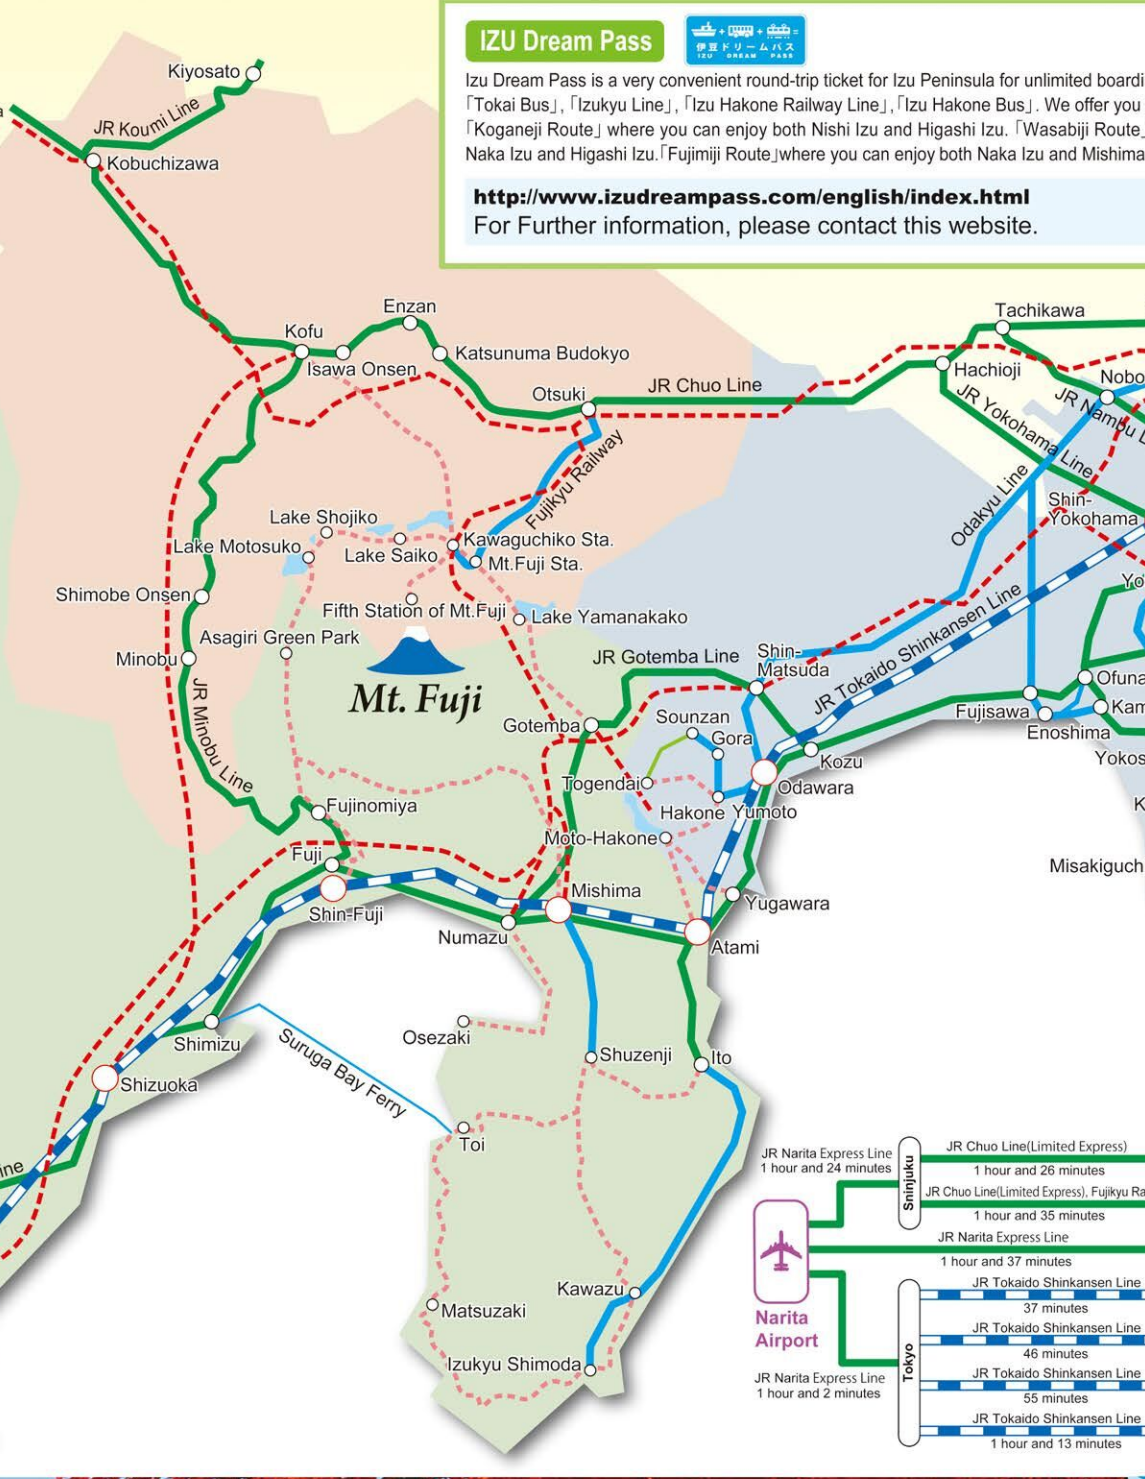 IZU Dream Pass
伊豆ドリームパス
IZU DREAM PASS
Izu Dream Pass is a very convenient round-trip ticket for Izu Peninsula for unlimited boardi
「Tokai Bus」,「Izukyu Line」,「Izu Hakone Railway Line」,「Izu Hakone Bus」. We offer you
「Koganeji Route」 where you can enjoy both Nishi Izu and Higashi Izu. 「Wasabiji Route」
Naka Izu and Higashi Izu.「Fujimiji Route」where you can enjoy both Naka Izu and Mishima
http://www.izudreampass.com/english/index.html
For Further information, please contact this website.
Kiyosato
JR Koumi Line
Kobuchizawa
Enzan
Kofu
Isawa Onsen
Katsunuma Budokyo
Otsuki
JR Chuo Line
Tachikawa
Hachioji
Nobo
JR Nambu L
JR Yokohama Line
Fujikyu Railway
Odakyu Line
Shin-
Yokohama
Lake Shojiko
Lake Motosuko
Lake Saiko
Kawaguchiko Sta.
Mt.Fuji Sta.
Yo
Shimobe Onsen
Fifth Station of Mt.Fuji
Lake Yamanakako
JR Tokaido Shinkansen Line
Asagiri Green Park
Minobu
Mt. Fuji
JR Gotemba Line
Shin-
Matsuda
Ofuna
JR Minobu Line
Gotemba
Sounzan
Gora
Fujisawa
Kam
Enoshima
Kozu
Yokos
Togendai
Odawara
Fujinomiya
Hakone Yumoto
K
Moto-Hakone
Fuji
Misakiguch
Shin-Fuji
Mishima
Yugawara
Numazu
Atami
Osezaki
Shimizu
Suruga Bay Ferry
Shuzenji
Ito
Shizuoka
Toi
ine
Kawazu
Matsuzaki
Izukyu Shimoda
JR Narita Express Line
1 hour and 24 minutes
Sninjuku
JR Chuo Line(Limited Express)
1 hour and 26 minutes
JR Chuo Line(Limited Express), Fujikyu Ra
1 hour and 35 minutes
JR Narita Express Line
1 hour and 37 minutes
Narita
Airport
JR Narita Express Line
1 hour and 2 minutes
Tokyo
JR Tokaido Shinkansen Line
37 minutes
JR Tokaido Shinkansen Line
46 minutes
JR Tokaido Shinkansen Line
55 minutes
JR Tokaido Shinkansen Line
1 hour and 13 minutes